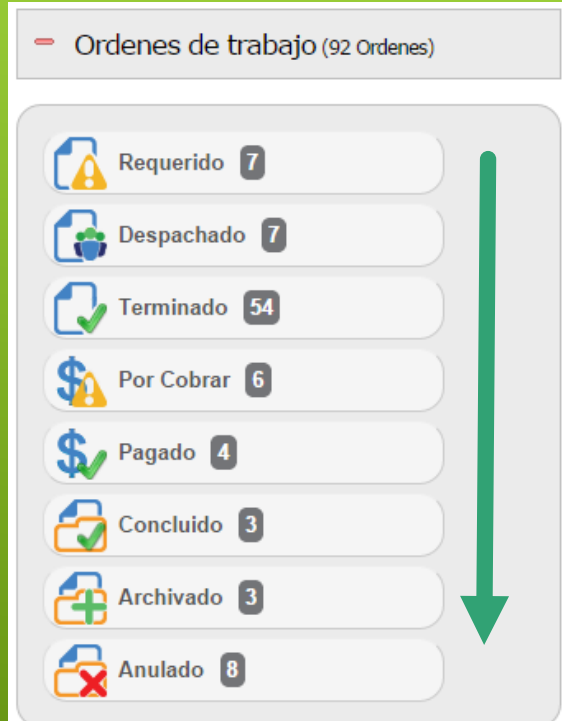 Ordenes de trabajo (92 Ordenes)
Requerido 7
Despachado 7
Terminado 54
Por Cobrar 6
Pagado 4
Concluido 3
Archivado 3
Anulado 8